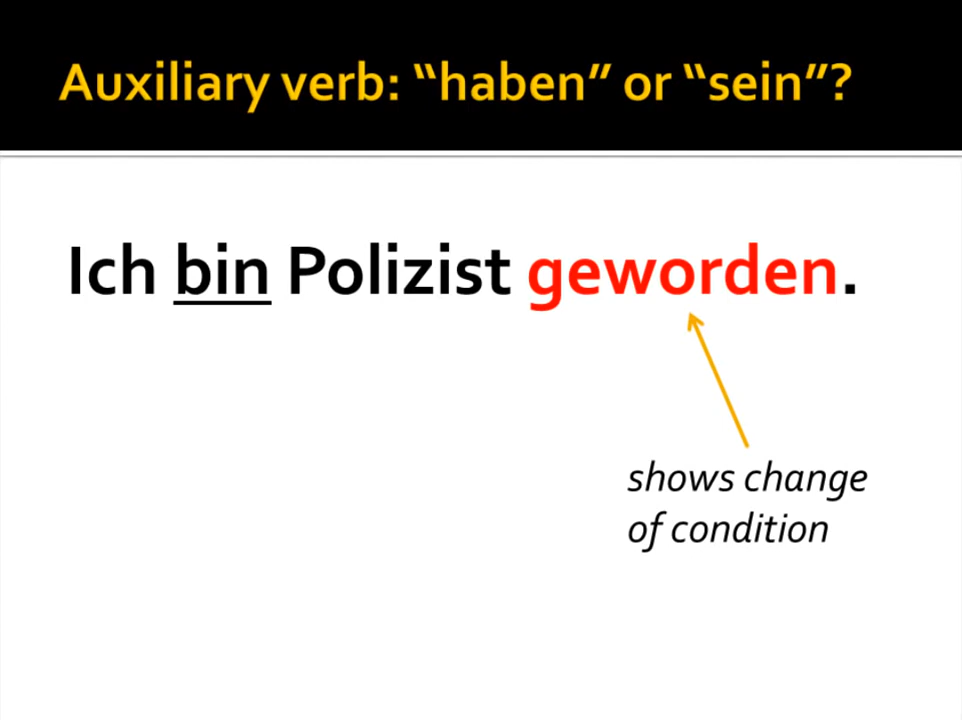 Auxiliary verb: “haben” or “sein”?
Ich bin Polizist geworden.
shows change
of condition